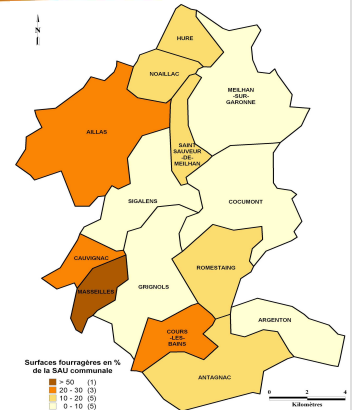 N
HURE
NOAILLAC
MEILHAN
-SUR-
GARONNE
AILLAS
SAINT
SAUVEUR
-DE-
MEILHAN
SIGALENS
COCUMONT
CAUVIGNAC
ROMESTAING
MASSEILLES
GRIGNOLS
ARGENTON
COURS
-LES-
BAINS
ANTAGNAC
Surfaces fourragères en %
de la SAU communale
> 50 (1)
20 - 30 (3)
10 - 20 (5)
0 - 10 (5)
0 2 4
Kilomètres